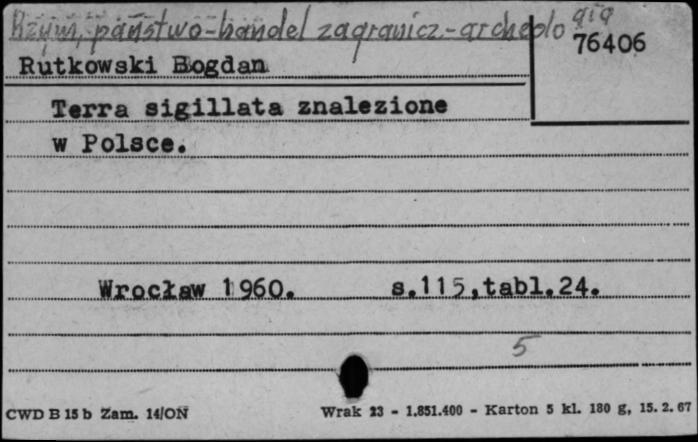 Rzym, państwo-handel zagranicz-archeologia
76406
Rutkowski Bogdan
Terra sigillata znalezione
w Polsce.
Wrocław 1960. s.115,tabl.24.
5
CWD B 15 b Zam. 14/ON Wrak 23 - 1.851.400 - Karton 5 kl. 180 g, 15. 2. 67